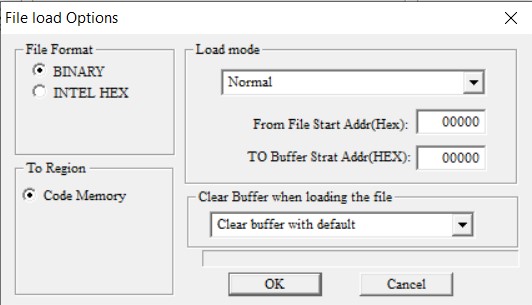 File load Options
File Format
BINARY
INTEL HEX
To Region
Code Memory
Load mode
Normal
From File Start Addr(Hex): 00000
TO Buffer Strat Addr(HEX): 00000
Clear Buffer when loading the file
Clear buffer with default
OK Cancel